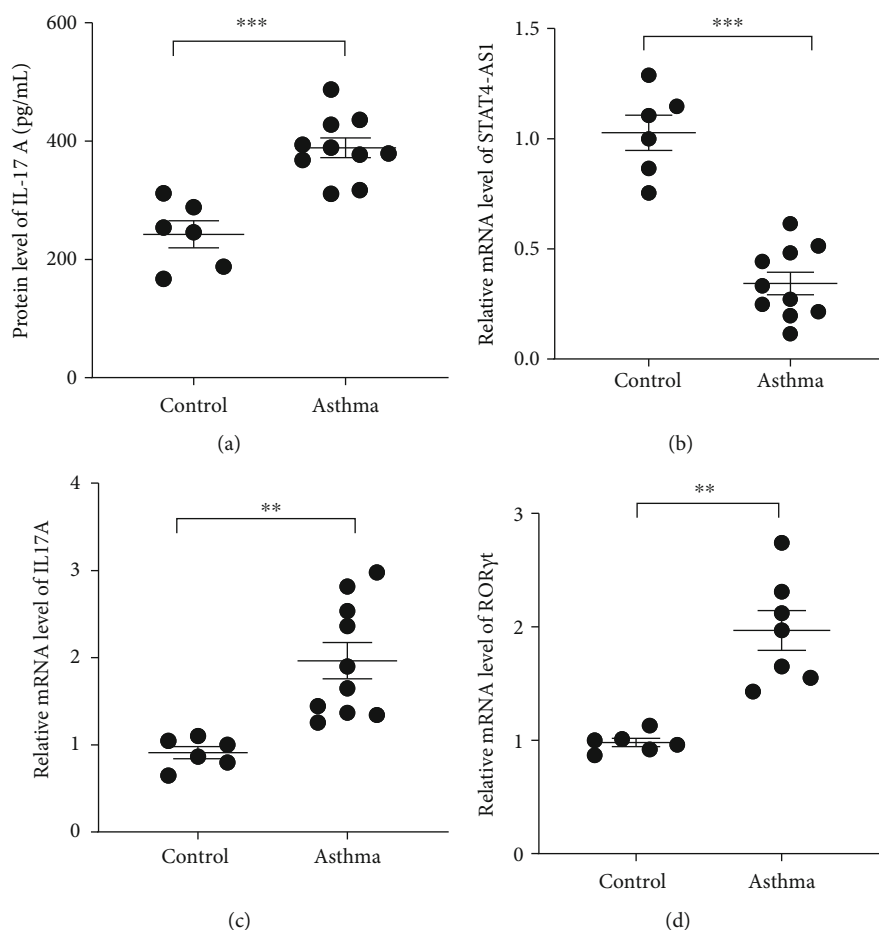 Protein level of IL-17 A (pg/mL)
600
400
200
0
***
Control
Asthma
(a)
Relative mRNA level of STAT4-AS1
1.5
1.0
0.5
0.0
***
Control
Asthma
(b)
Relative mRNA level of IL17A
4
3
2
1
0
**
Control
Asthma
(c)
Relative mRNA level of RORγt
3
2
1
0
**
Control
Asthma
(d)